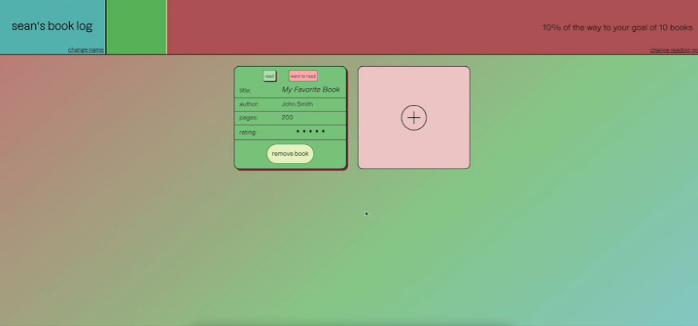 sean's book log
change name
10% of the way to your goal of 10 books
change reading
read
want to read
title:
My Favorite Book
author:
John Smith
pages:
200
rating:
remove book